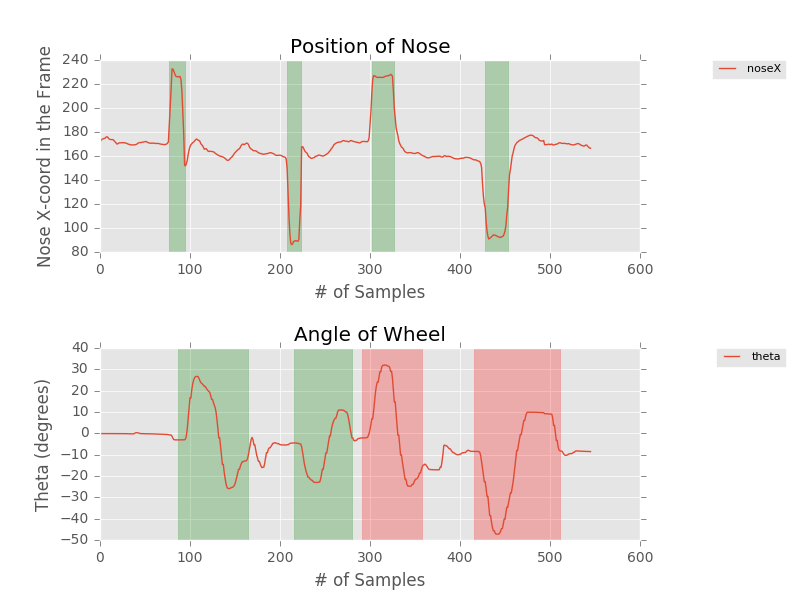 Position of Nose
240
220
200
180
160
140
120
100
80
Nose X-coord in the Frame
0 100 200 300 400 500 600
# of Samples
noseX
Angle of Wheel
40
30
20
10
0
−10
−20
−30
−40
−50
Theta (degrees)
0 100 200 300 400 500 600
# of Samples
theta